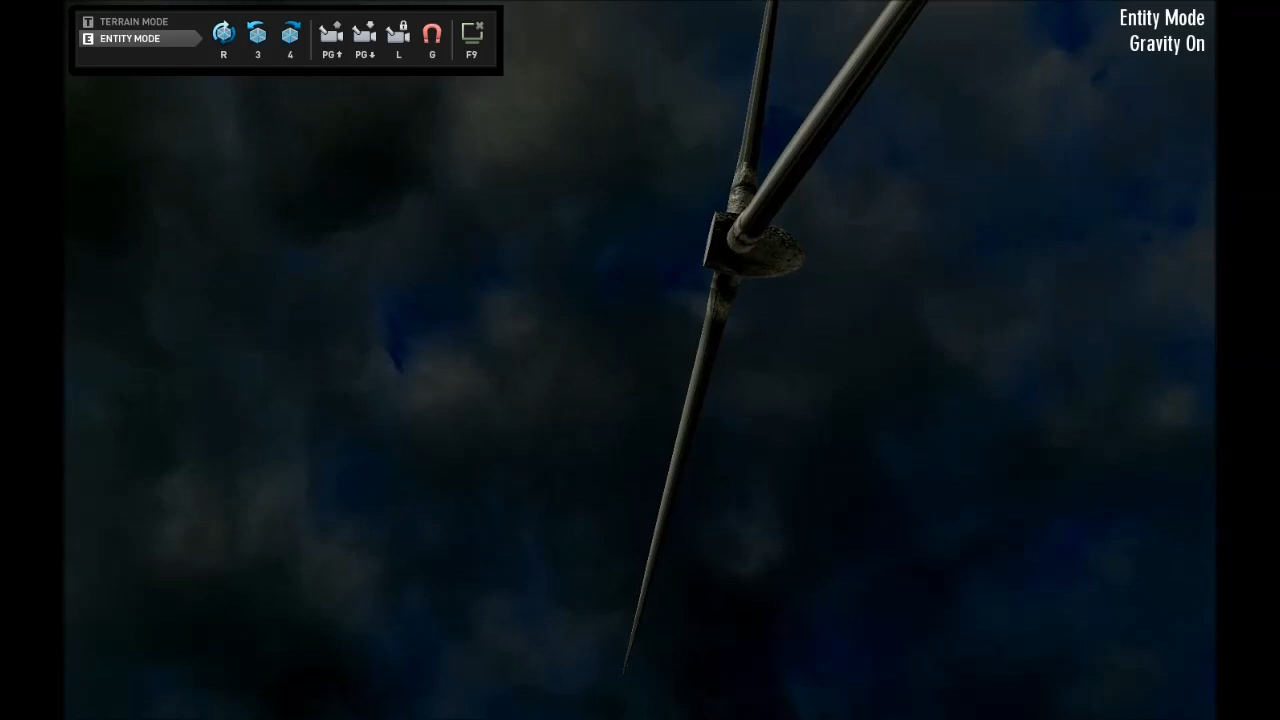 T TERRAIN MODE
E ENTITY MODE
R 3 4 PG↑ PG↓ L G F9
Entity Mode
Gravity On